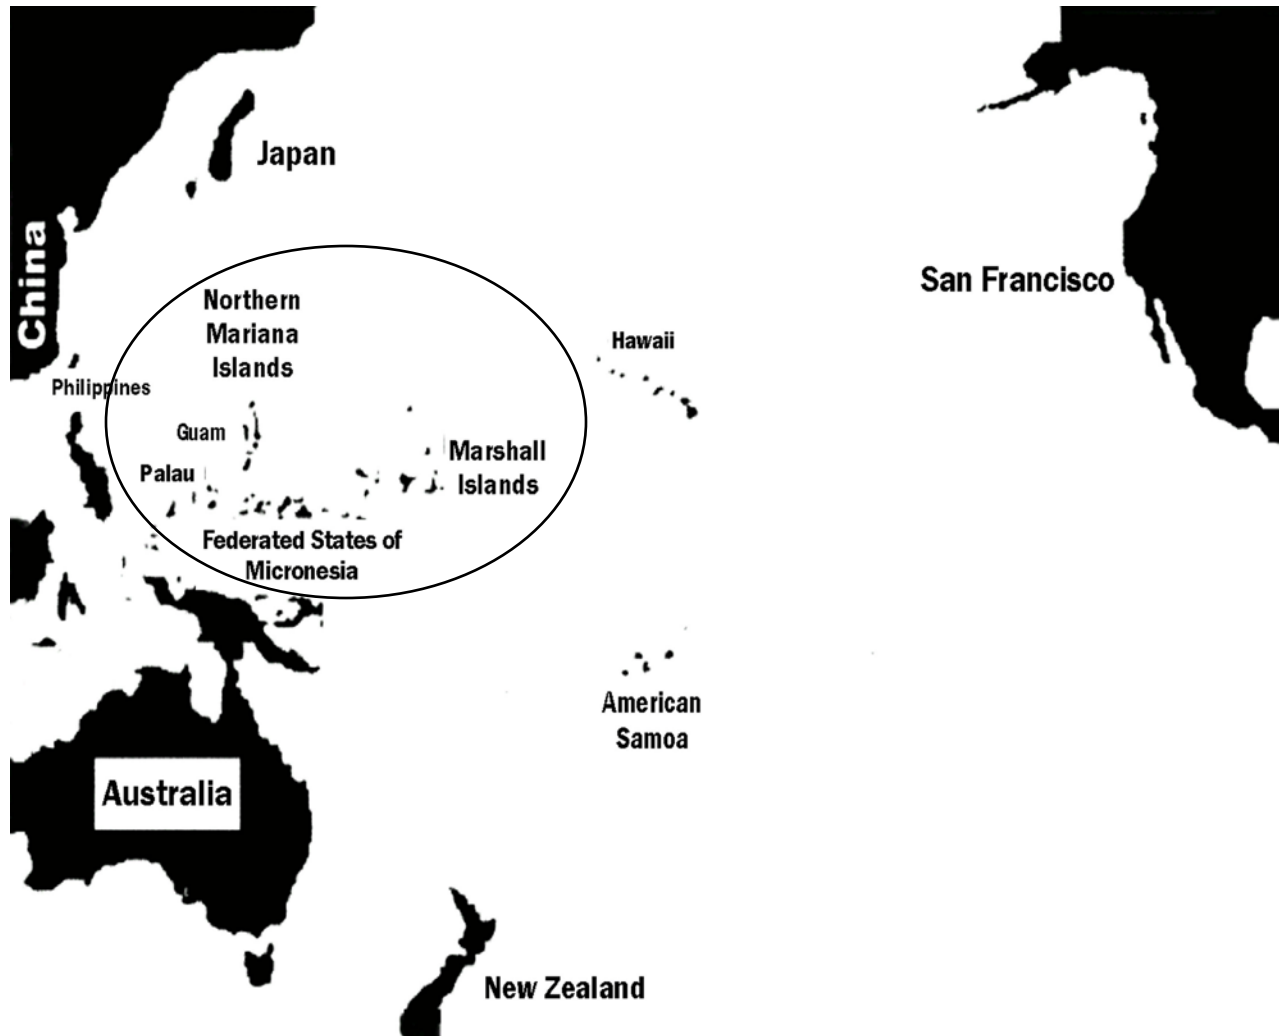 Japan
China
San Francisco
Northern
Mariana
Islands
Hawaii
Philippines
Guam
Marshall
Islands
Palau
Federated States of
Micronesia
American
Samoa
Australia
New Zealand